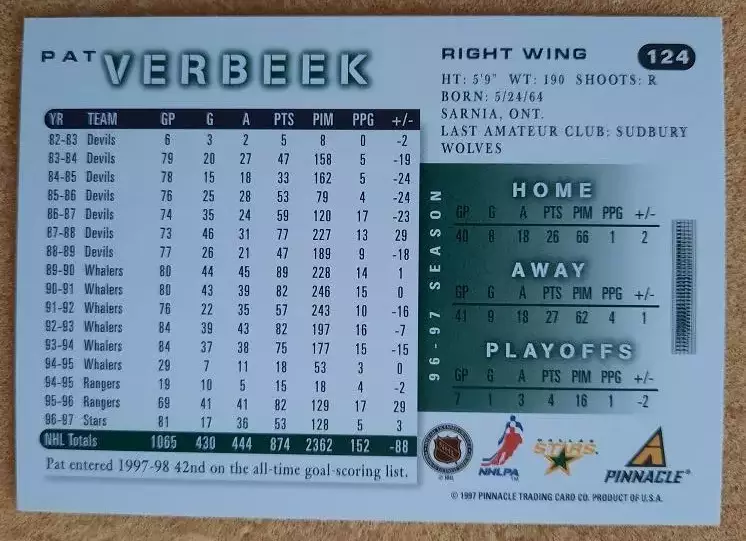 PAT VERBEEK
RIGHT WING
124
HT: 5'9" WT: 190 SHOOTS: R
BORN: 5/24/64
SARNIA, ONT.
LAST AMATEUR CLUB: SUDBURY
WOLVES
YR TEAM GP G A PTS PIM PPG +/-
82-83 Devils 6 3 2 5 8 0 -2
83-84 Devils 79 20 27 47 158 5 -19
84-85 Devils 78 15 18 33 162 5 -24
85-86 Devils 76 25 28 53 79 4 -24
86-87 Devils 74 35 24 59 120 17 -23
87-88 Devils 73 46 31 77 227 13 29
88-89 Devils 77 26 21 47 189 9 -18
89-90 Whalers 80 44 45 89 228 14 1
90-91 Whalers 80 43 39 82 246 15 0
91-92 Whalers 76 22 35 57 243 10 -16
92-93 Whalers 84 39 43 82 197 16 -7
93-94 Whalers 84 37 38 75 177 15 -15
94-95 Whalers 29 7 11 18 53 3 0
94-95 Rangers 19 10 5 15 18 4 -2
95-96 Rangers 69 41 41 82 129 17 29
96-97 Stars 81 17 36 53 128 5 3
NHL Totals 1065 430 444 874 2362 152 -88
Pat entered 1997-98 42nd on the all-time goal-scoring list.
96-97 SEASON
HOME
GP G A PTS PIM PPG +/-
40 8 18 26 66 1 2
AWAY
GP G A PTS PIM PPG +/-
41 9 18 27 62 4 1
PLAYOFFS
GP G A PTS PIM PPG +/-
7 1 3 4 16 1 -2
NHL
© NHL
NHLPA
DALLAS
STARS
PINNACLE
© 1997 PINNACLE TRADING CARD CO. PRODUCT OF U.S.A.